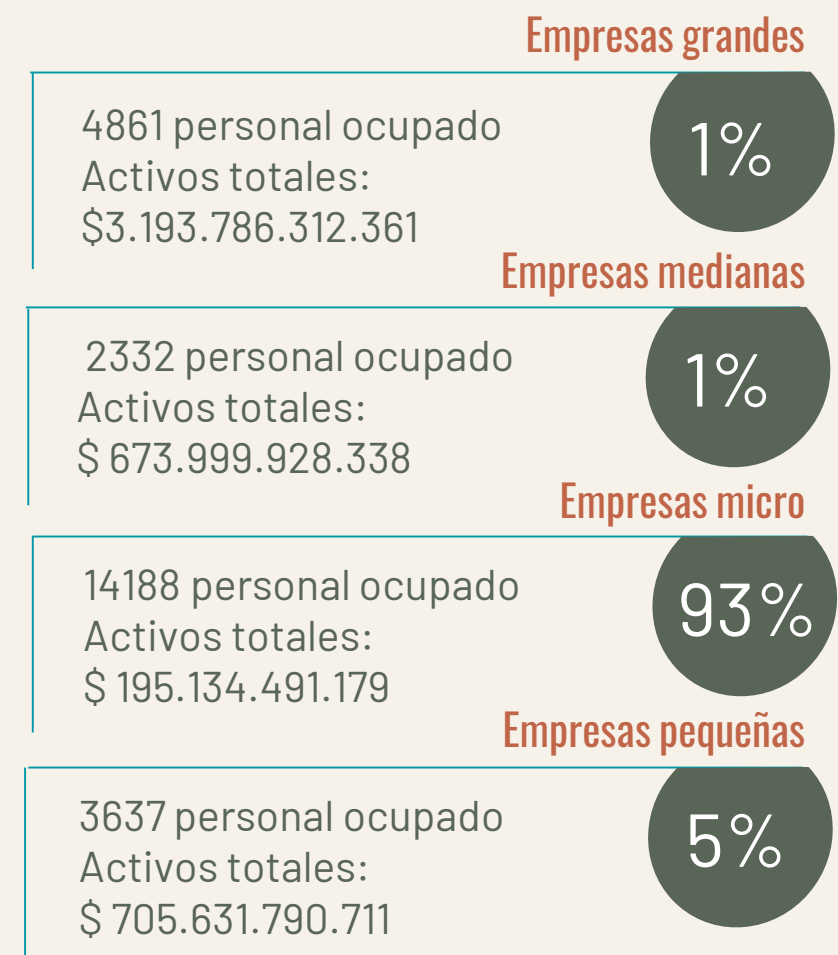 Empresas grandes
4861 personal ocupado
1%
Activos totales:
$3.193.786.312.361
Empresas medianas
2332 personal ocupado
1%
Activos totales:
$ 673.999.928.338
Empresas micro
14188 personal ocupado
93%
Activos totales:
$ 195.134.491.179
Empresas pequeñas
3637 personal ocupado
5%
Activos totales:
$ 705.631.790.711